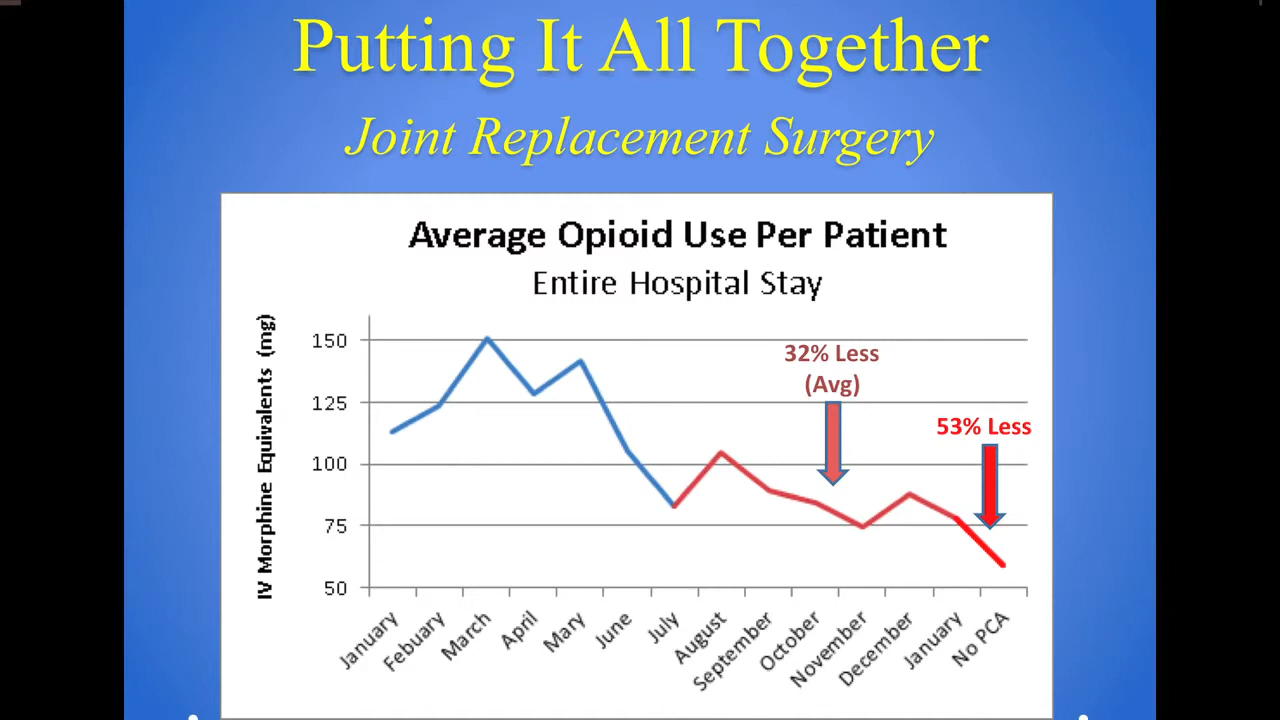 Putting It All Together
Joint Replacement Surgery
Average Opioid Use Per Patient
Entire Hospital Stay
IV Morphine Equivalents (mg)
150
125
100
75
50
32% Less
(Avg)
53% Less
January
Febuary
March
April
Mary
June
July
August
September
October
November
December
January
No PCA